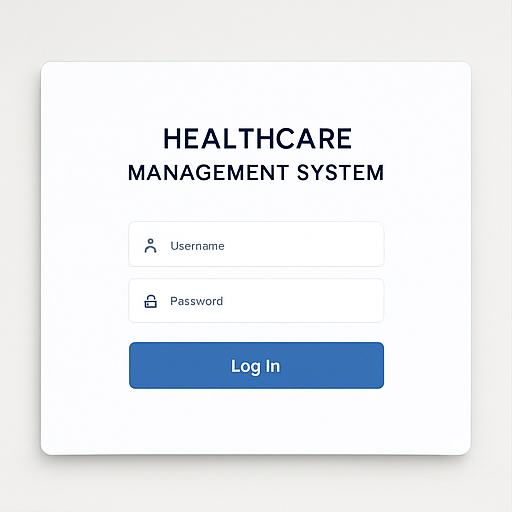 HEALTHCARE
MANAGEMENT SYSTEM
Username
Password
Log In